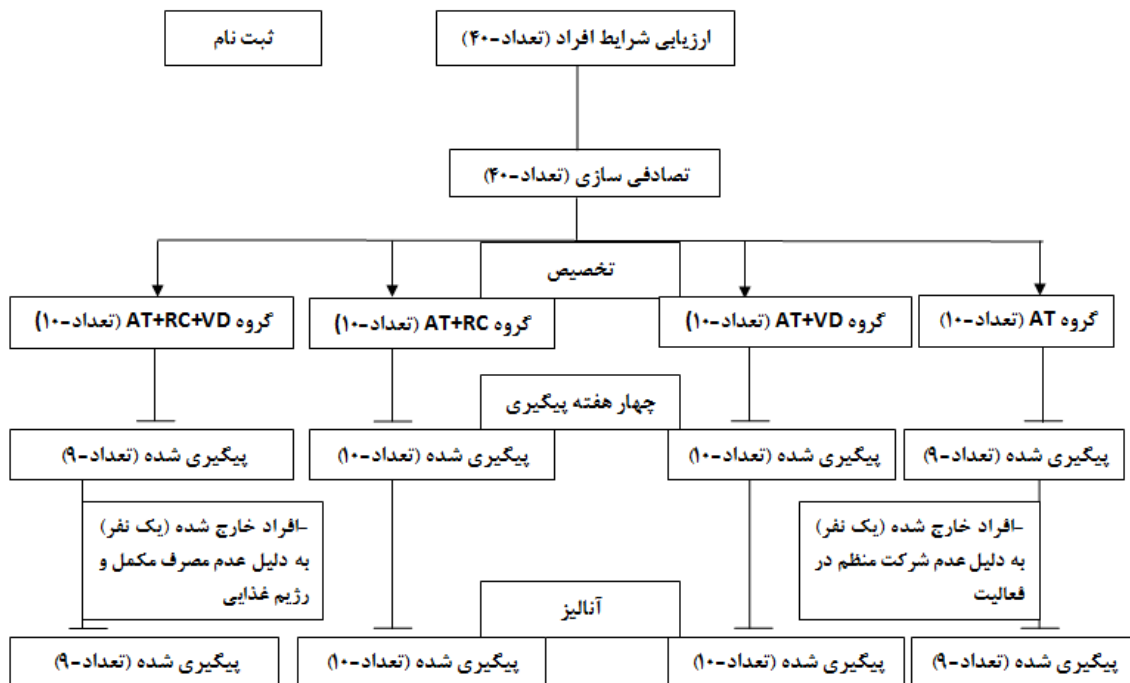 ثبت نام
ارزیابی شرایط افراد (تعداد-۴۰)
تصادفی سازی (تعداد-۴۰)
تخصیص
گروه AT (تعداد-۱۰)
گروه AT+VD (تعداد-۱۰)
گروه AT+RC (تعداد-۱۰)
گروه AT+RC+VD (تعداد-۱۰)
چهار هفته پیگیری
پیگیری شده (تعداد-۹)
پیگیری شده (تعداد-۱۰)
پیگیری شده (تعداد-۱۰)
پیگیری شده (تعداد-۹)
-افراد خارج شده (یک نفر)
به دلیل عدم شرکت منظم در
فعالیت
-افراد خارج شده (یک نفر)
به دلیل عدم مصرف مکمل و
رژیم غذایی
آنالیز
پیگیری شده (تعداد-۹)
پیگیری شده (تعداد-۱۰)
پیگیری شده (تعداد-۱۰)
پیگیری شده (تعداد-۹)